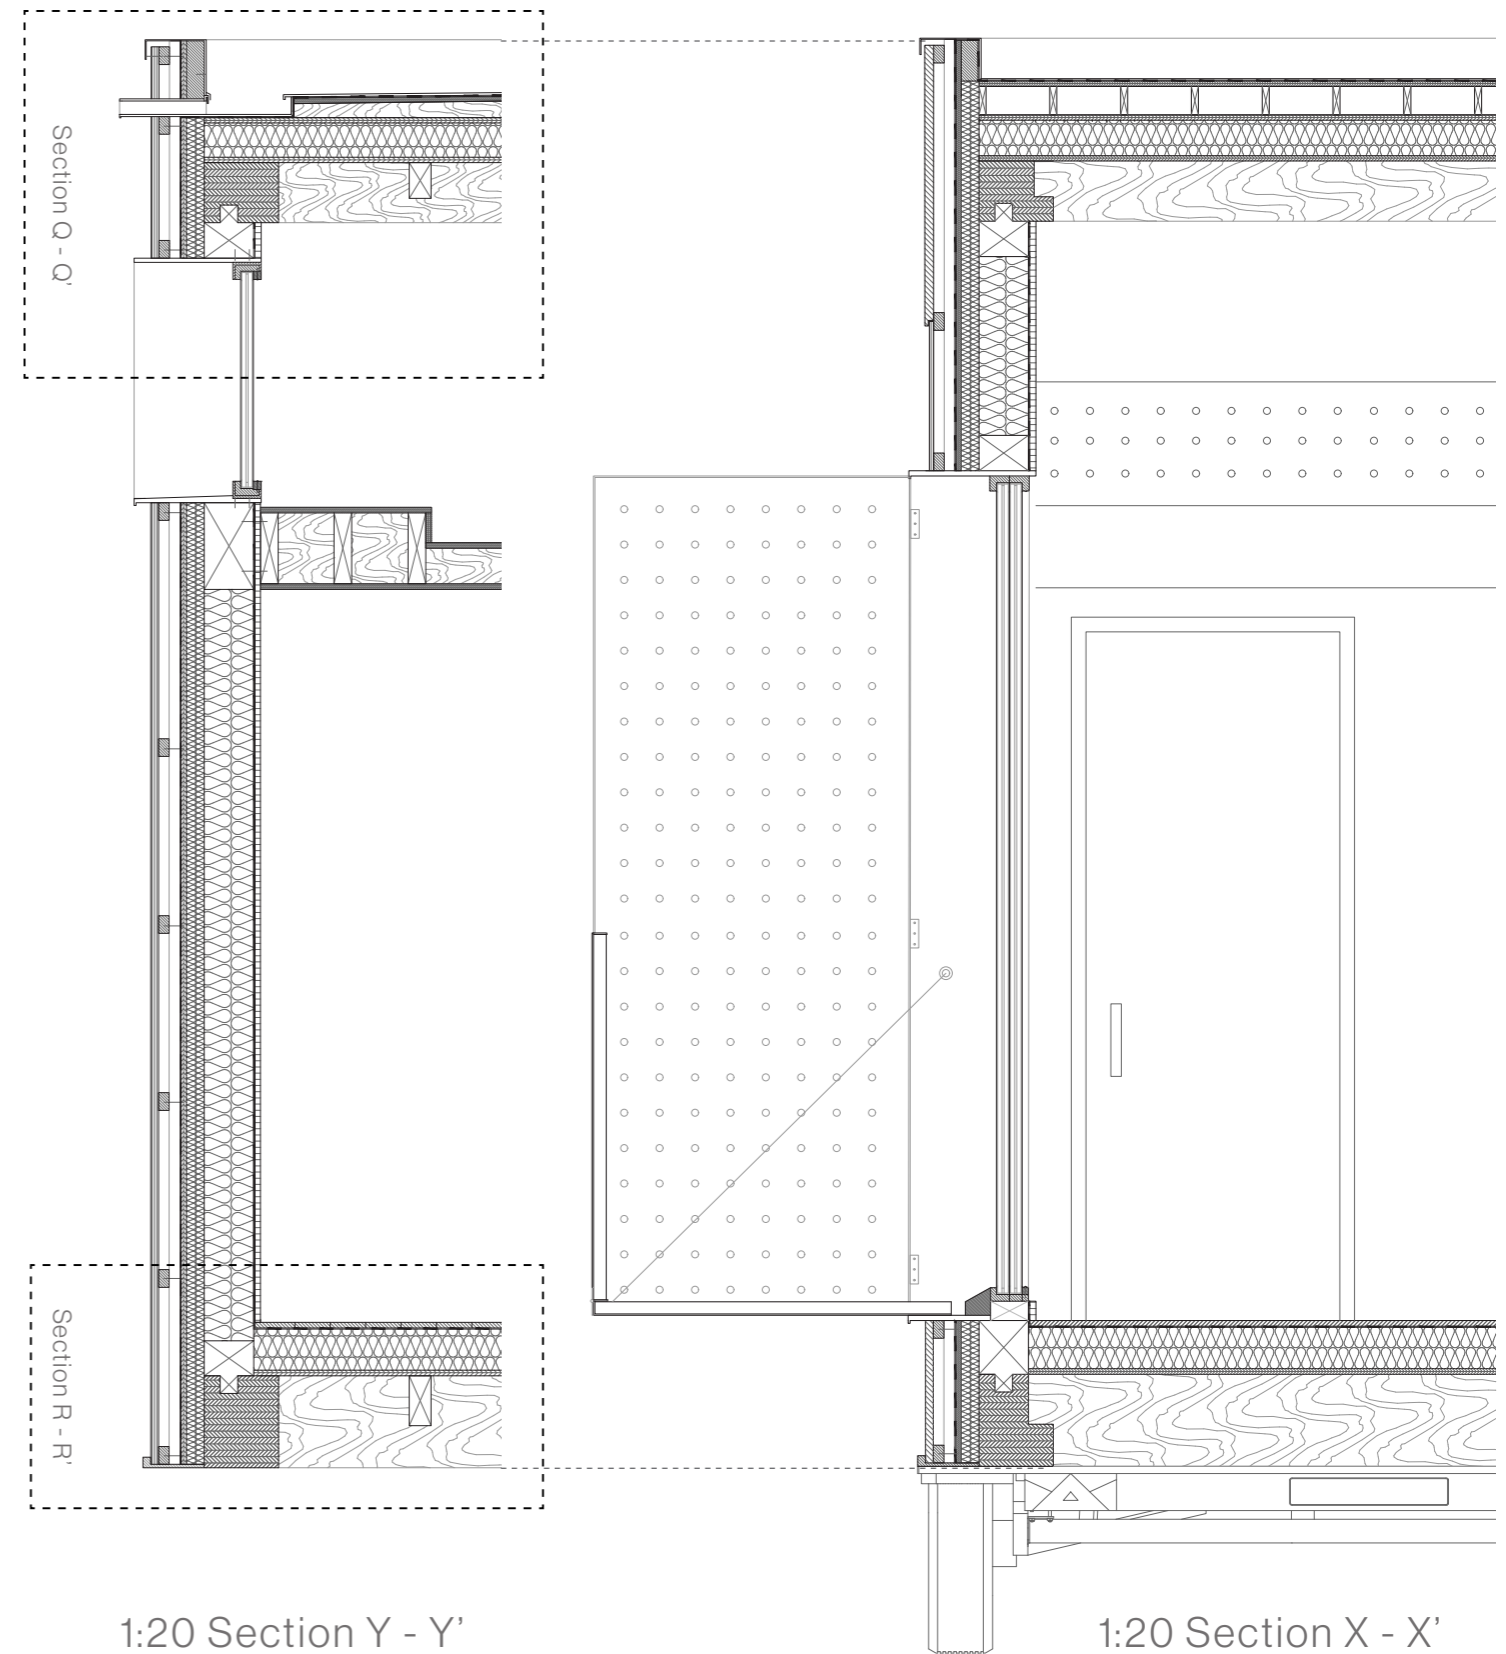 Section Q - Q'
Section R - R'
1:20 Section Y - Y’
1:20 Section X - X’